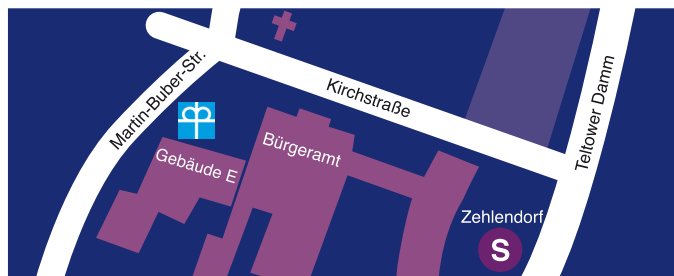 Martin-Buber-Str.
Kirchstraße
Teltower Damm
Bürgeramt
Gebäude E
Zehlendorf
S